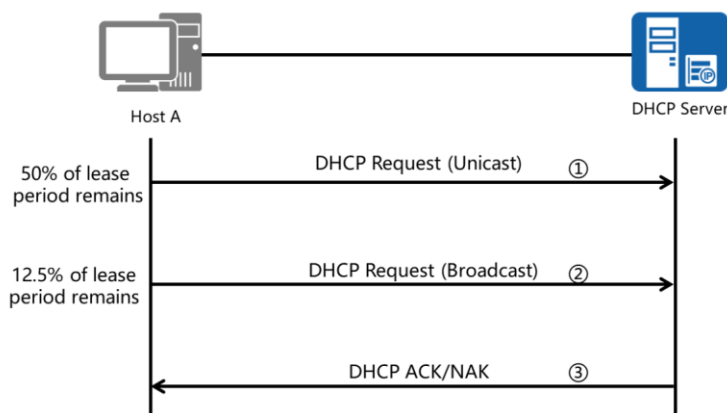 IP
Host A
DHCP Server
50% of lease
period remains
DHCP Request (Unicast) ①
12.5% of lease
period remains
DHCP Request (Broadcast) ②
DHCP ACK/NAK ③